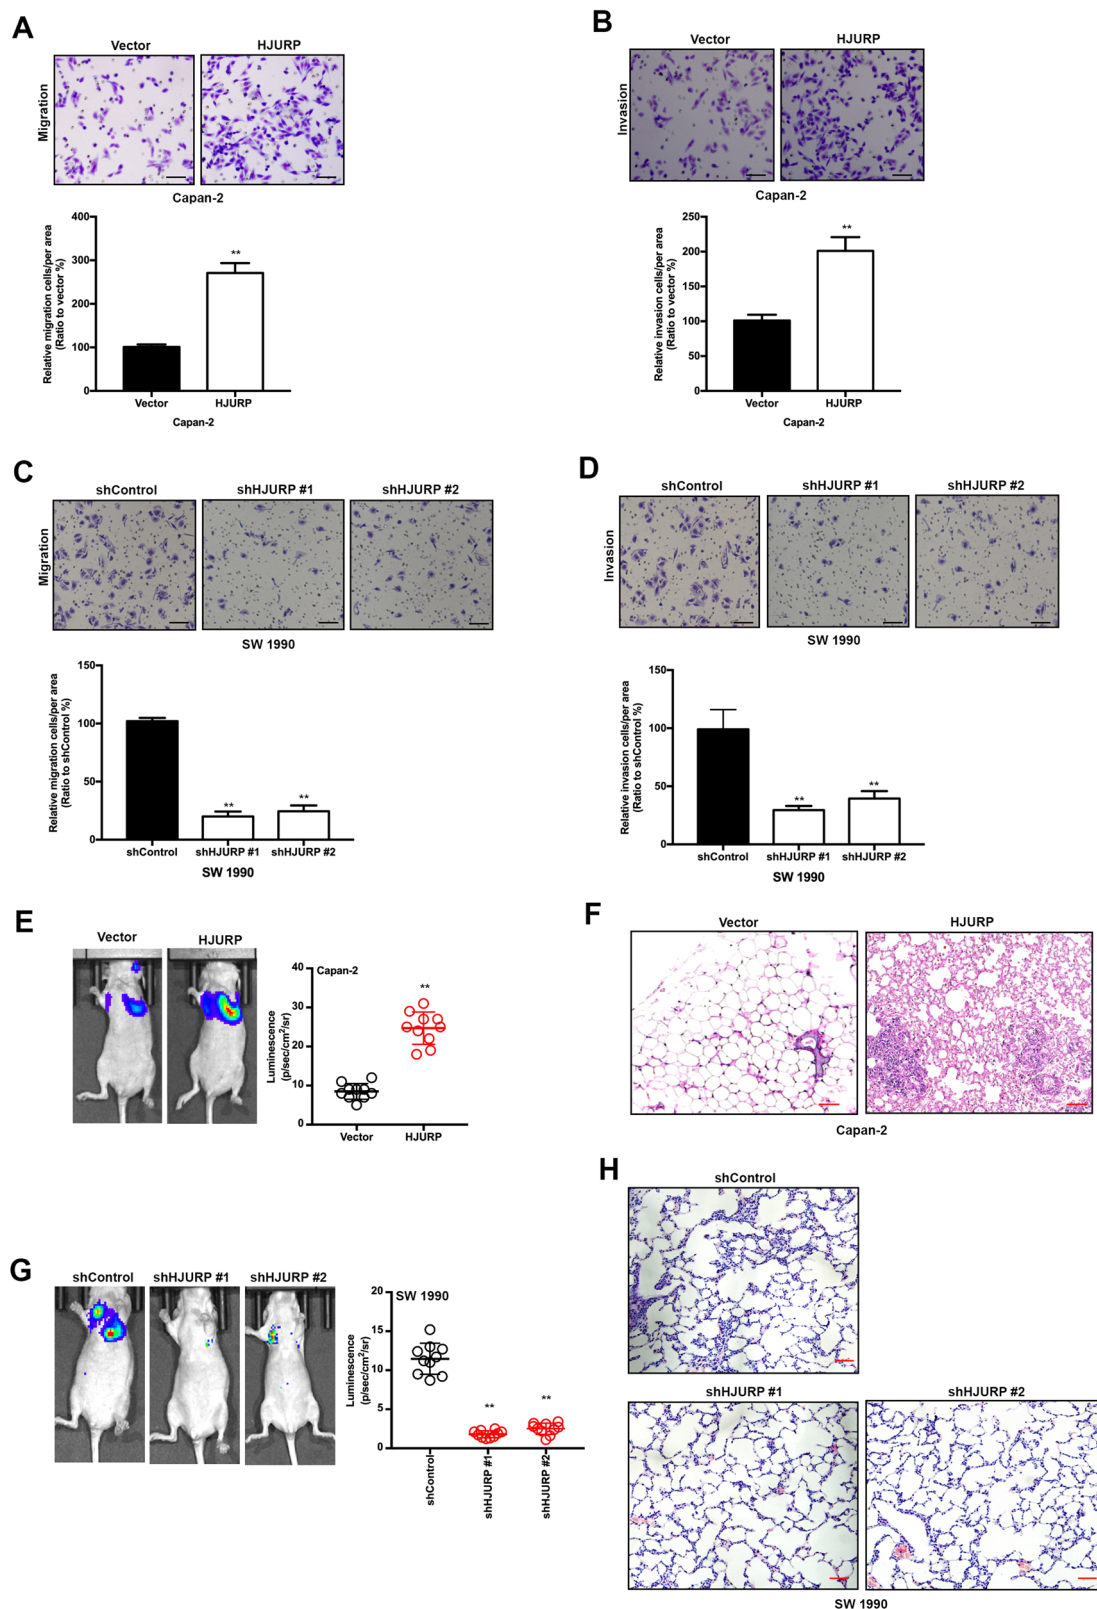 A
Vector
HJURP
Migration
Capan-2
Relative migration cells/per area
(Ratio to vector %)
400
300
200
100
0
**
Vector
HJURP
Capan-2
B
Vector
HJURP
Invasion
Capan-2
Relative invasion cells/per area
(Ratio to vector %)
250
200
150
100
50
0
**
Vector
HJURP
Capan-2
C
shControl
shHJURP #1
shHJURP #2
Migration
SW 1990
Relative migration cells/per area
(Ratio to shControl %)
150
100
50
0
**
**
shControl
shHJURP #1
shHJURP #2
SW 1990
D
shControl
shHJURP #1
shHJURP #2
Invasion
SW 1990
Relative invasion cells/per area
(Ratio to shControl %)
150
100
50
0
**
**
shControl
shHJURP #1
shHJURP #2
SW 1990
E
Vector
HJURP
Luminescence
(p/sec/cm²/sr)
40
30
20
10
0
Capan-2
**
Vector
HJURP
F
Vector
HJURP
Capan-2
G
shControl
shHJURP #1
shHJURP #2
Luminescence
(p/sec/cm²/sr)
20
15
10
5
0
SW 1990
**
**
shControl
shHJURP #1
shHJURP #2
H
shControl
shHJURP #1
shHJURP #2
SW 1990